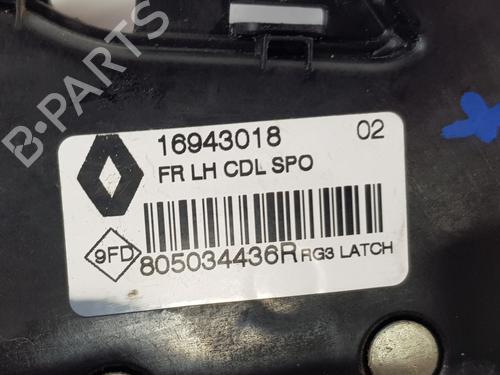 16943018 02
FR LH CDL SPO
9FD 805034436R RG3 LATCH
B-PARTS